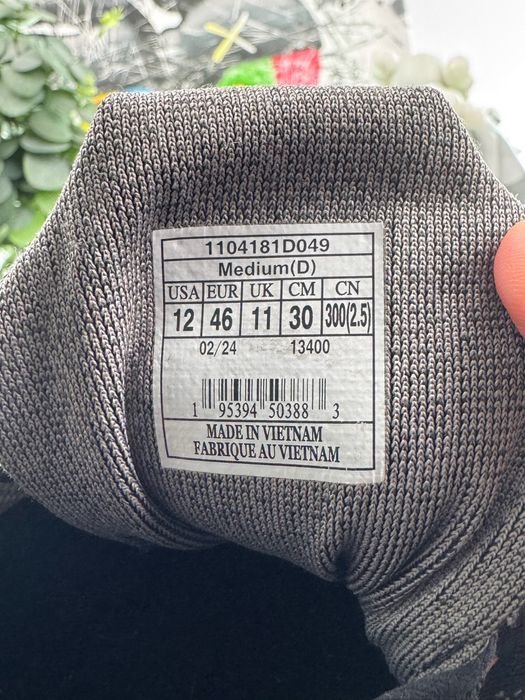 1104181D049
Medium(D)
USA EUR UK CM CN
12 46 11 30 300(2.5)
02/24 13400
1 95394 50388 3
MADE IN VIETNAM
FABRIQUE AU VIETNAM